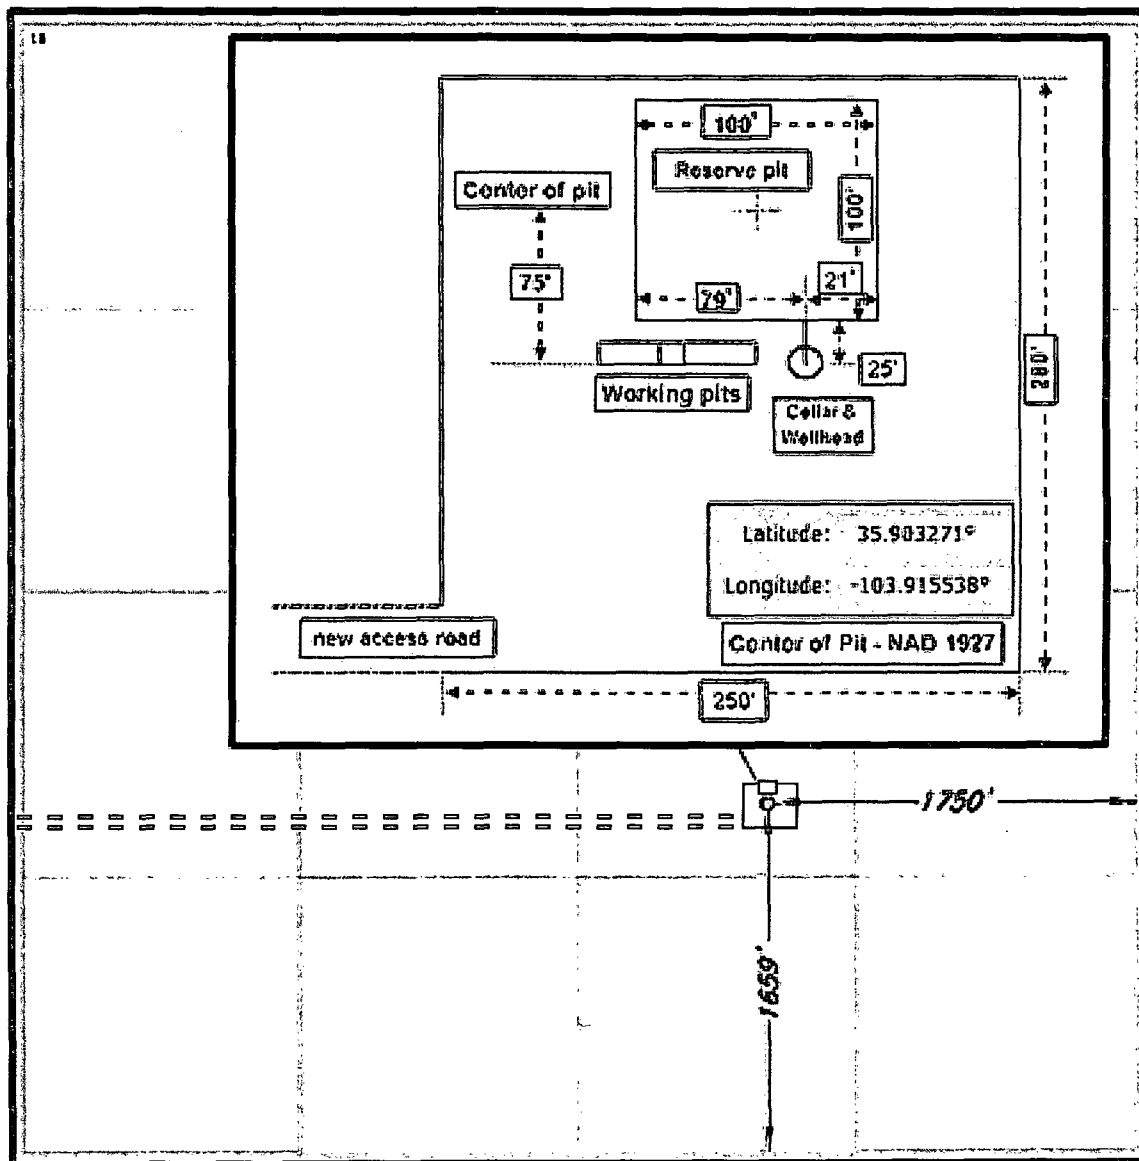 18
100'
Reserve pit
Center of pit
100'
75'
79'
21'
25'
Working pits
Cellar &
Wellhead
280'
Latitude: 35.903271°
Longitude: -103.915538°
new access road
Center of Pit - NAD 1927
250'
1750'
1659'